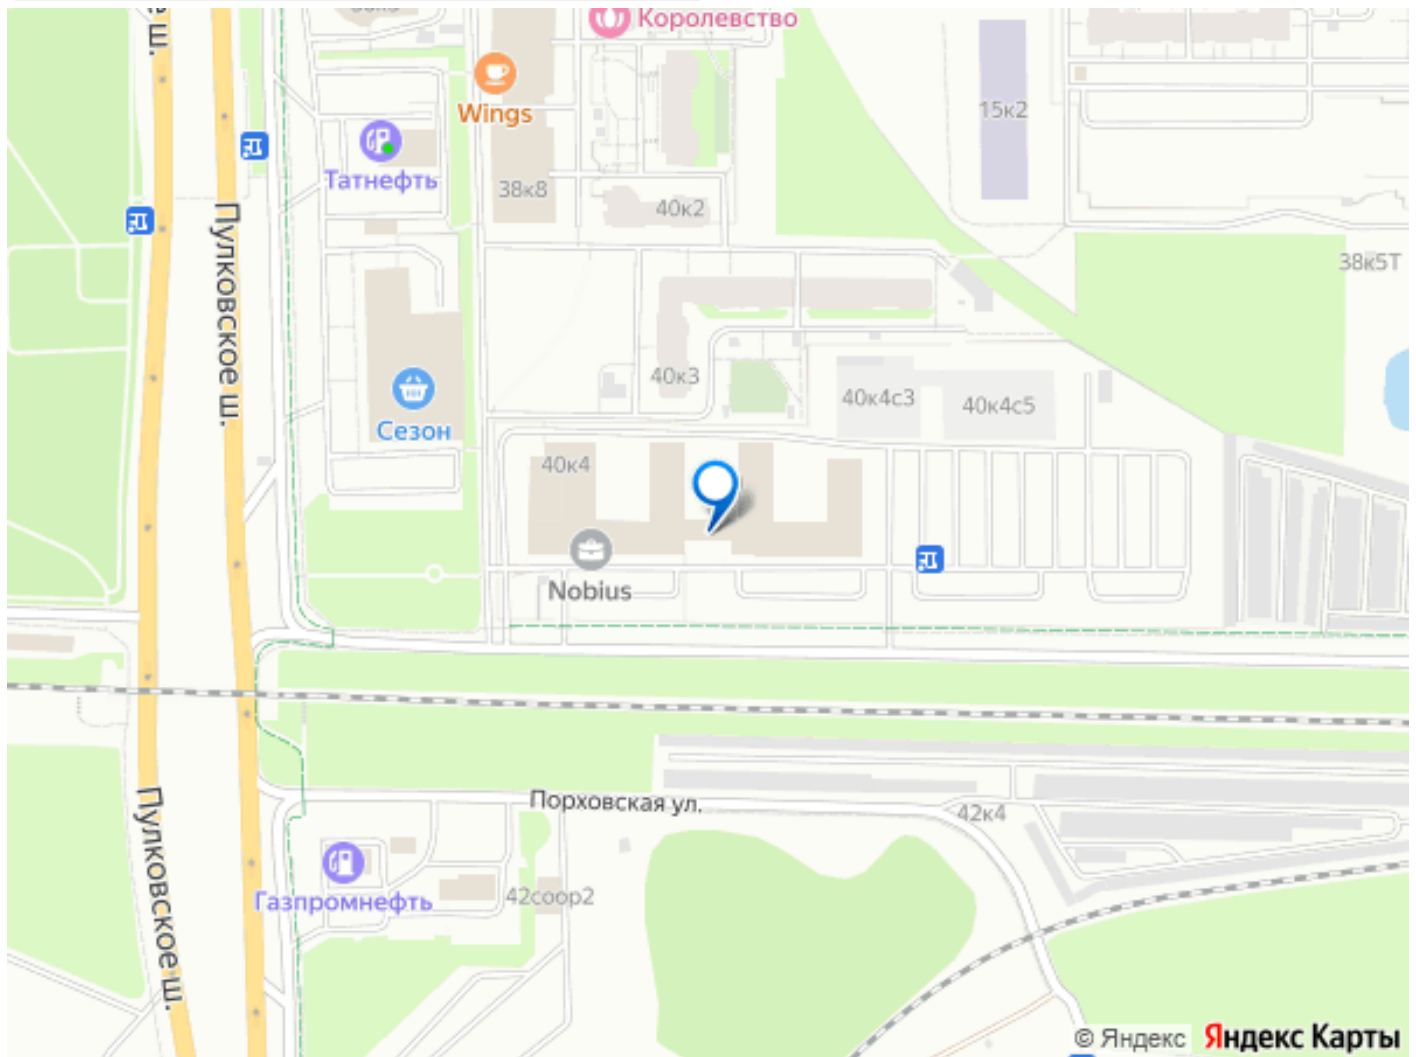 Королевство
Wings
15к2
Татнефть
38к8
40к2
Пулковское ш.
38к5Т
40к3
40к4с3
40к4с5
Сезон
40к4
Nobius
Порховская ул.
42к4
Пулковское ш.
Газпромнефть
42соор2
© Яндекс Яндекс Карты